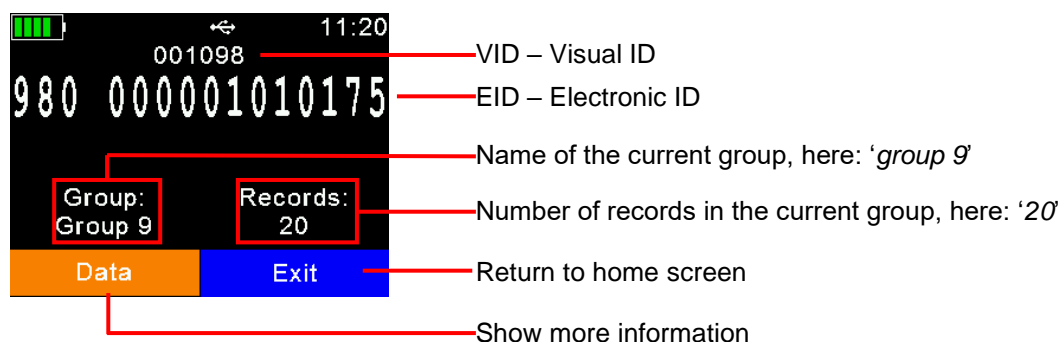 11:20
001098
VID – Visual ID
980 000001010175
EID – Electronic ID
Name of the current group, here: ‘group 9’
Group:
Group 9
Records:
20
Number of records in the current group, here: ‘20’
Data
Exit
Return to home screen
Show more information